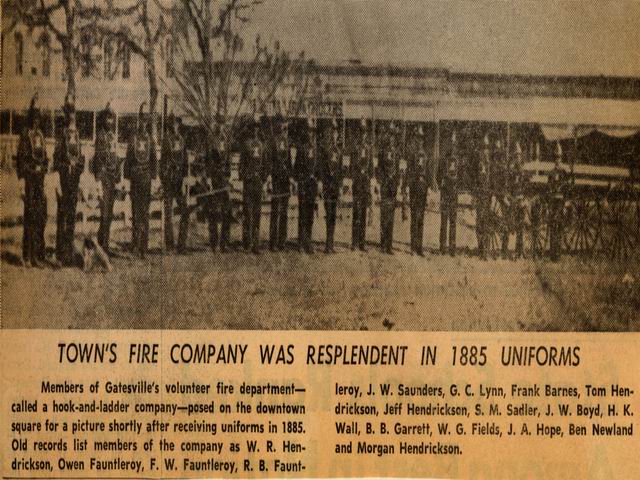 TOWN'S FIRE COMPANY WAS RESPLENDENT IN 1885 UNIFORMS
Members of Gatesville's volunteer fire department—
called a hook-and-ladder company—posed on the downtown
square for a picture shortly after receiving uniforms in 1885.
Old records list members of the company as W. R. Hen-
drickson, Owen Fauntleroy, F. W. Fauntleroy, R. B. Faunt-
leroy, J. W. Saunders, G. C. Lynn, Frank Barnes, Tom Hen-
drickson, Jeff Hendrickson, S. M. Sadler, J. W. Boyd, H. K.
Wall, B. B. Garrett, W. G. Fields, J. A. Hope, Ben Newland
and Morgan Hendrickson.